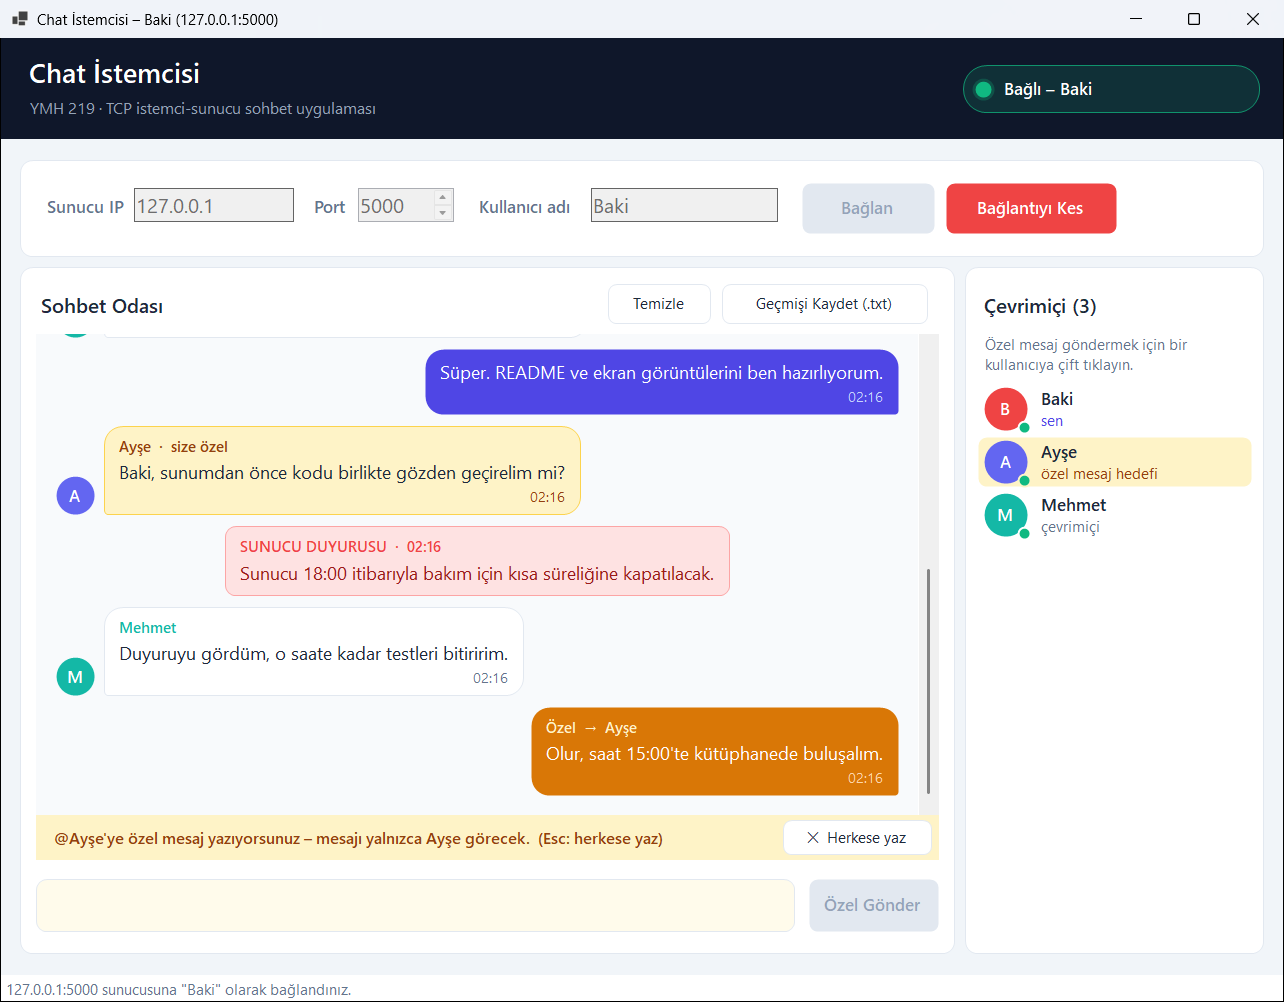 Chat İstemcisi – Baki (127.0.0.1:5000)
Chat İstemcisi
YMH 219 · TCP istemci-sunucu sohbet uygulaması
Bağlı – Baki
Sunucu IP 127.0.0.1 Port 5000 Kullanıcı adı Baki Bağlan Bağlantıyı Kes
Sohbet Odası Temizle Geçmişi Kaydet (.txt)
Süper. README ve ekran görüntülerini ben hazırlıyorum.
02:16
Ayşe · size özel
Baki, sunumdan önce kodu birlikte gözden geçirelim mi?
02:16
A
SUNUCU DUYURUSU · 02:16
Sunucu 18:00 itibarıyla bakım için kısa süreliğine kapatılacak.
Mehmet
Duyuruyu gördüm, o saate kadar testleri bitiririm.
02:16
M
Özel → Ayşe
Olur, saat 15:00'te kütüphanede buluşalım.
02:16
@Ayşe'ye özel mesaj yazıyorsunuz – mesajı yalnızca Ayşe görecek. (Esc: herkese yaz)
Herkese yaz
Özel Gönder
Çevrimiçi (3)
Özel mesaj göndermek için bir
kullanıcıya çift tıklayın.
B
Baki
sen
A
Ayşe
özel mesaj hedefi
M
Mehmet
çevrimiçi
127.0.0.1:5000 sunucusuna "Baki" olarak bağlandınız.